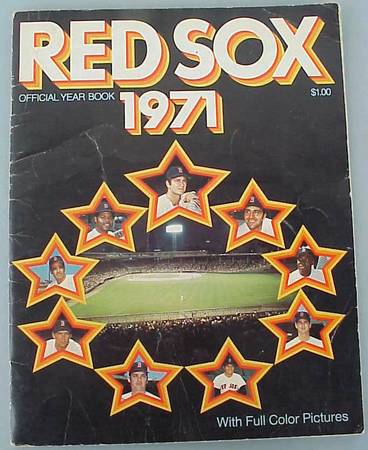 RED SOX
OFFICIAL YEAR BOOK
1971
$1.00
With Full Color Pictures